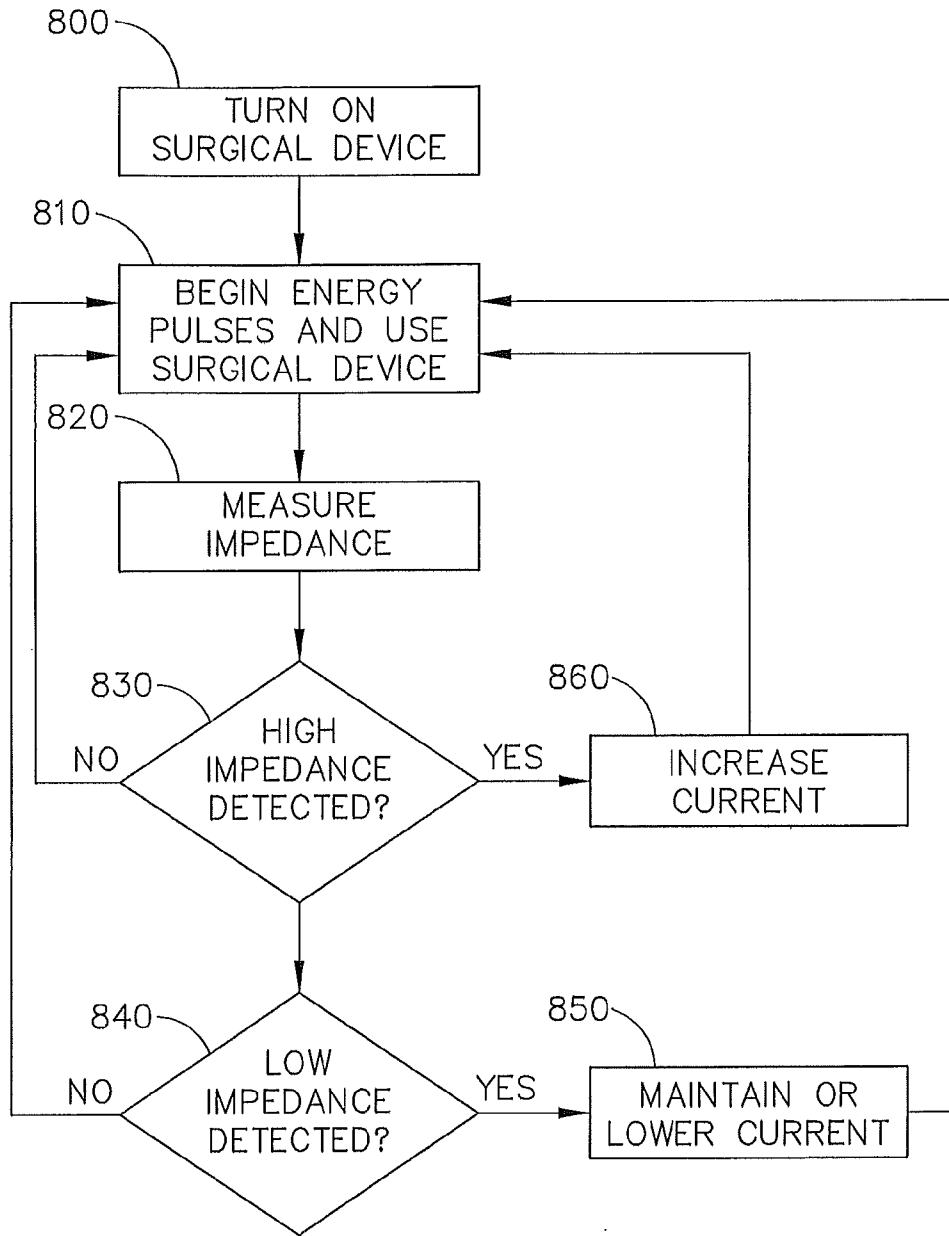 800
TURN ON
SURGICAL DEVICE
810
BEGIN ENERGY
PULSES AND USE
SURGICAL DEVICE
820
MEASURE
IMPEDANCE
830
HIGH
IMPEDANCE
DETECTED?
NO
YES
860
INCREASE
CURRENT
840
LOW
IMPEDANCE
DETECTED?
NO
YES
850
MAINTAIN OR
LOWER CURRENT